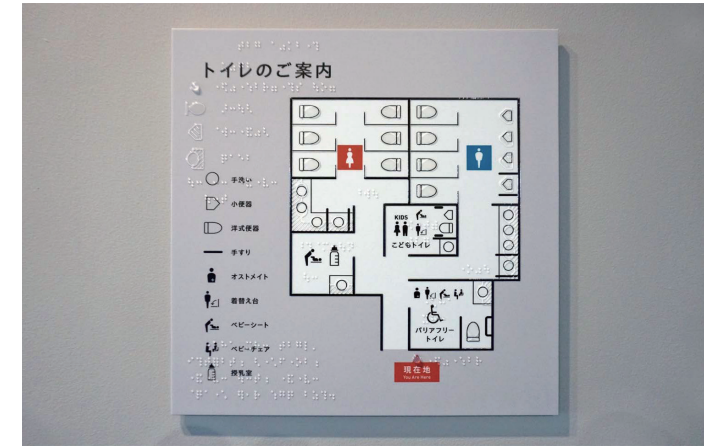 トイレのご案内
手洗い
小便器
洋式便器
手すり
オストメイト
着替え台
ベビーシート
ベビーチェア
授乳室
KIDS
こどもトイレ
バリアフリー
トイレ
現在地
You Are Here